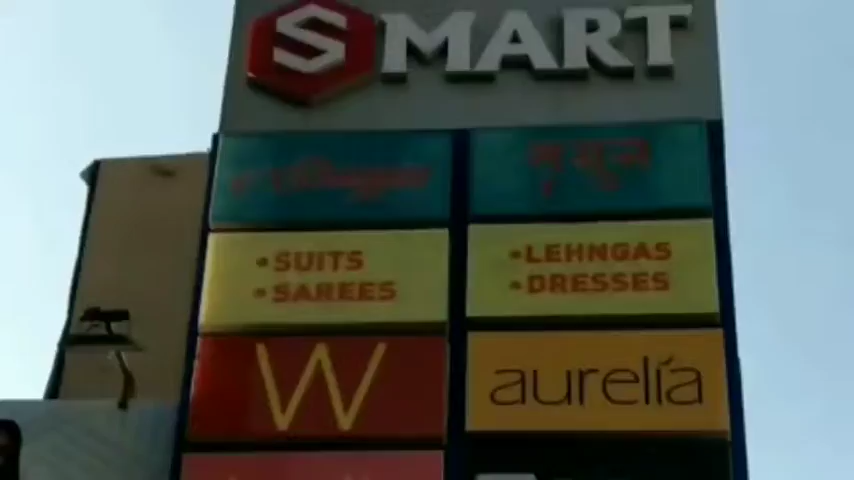 SMART
• SUITS
• SAREES
• LEHNGAS
• DRESSES
W
aurelía